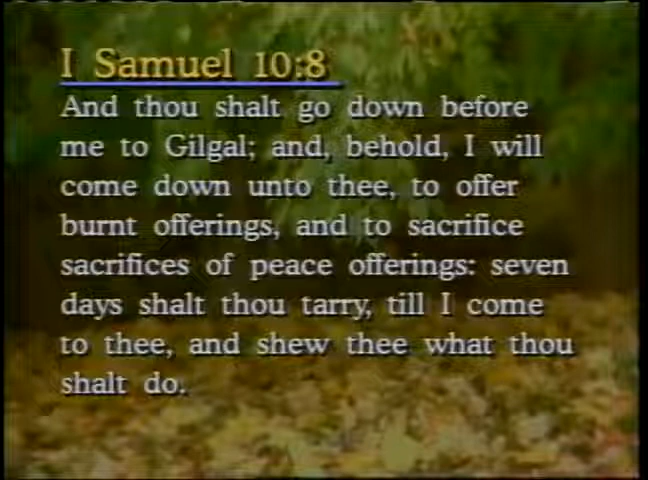 I Samuel 10:8
And thou shalt go down before
me to Gilgal; and, behold, I will
come down unto thee, to offer
burnt offerings, and to sacrifice
sacrifices of peace offerings: seven
days shalt thou tarry, till I come
to thee, and shew thee what thou
shalt do.